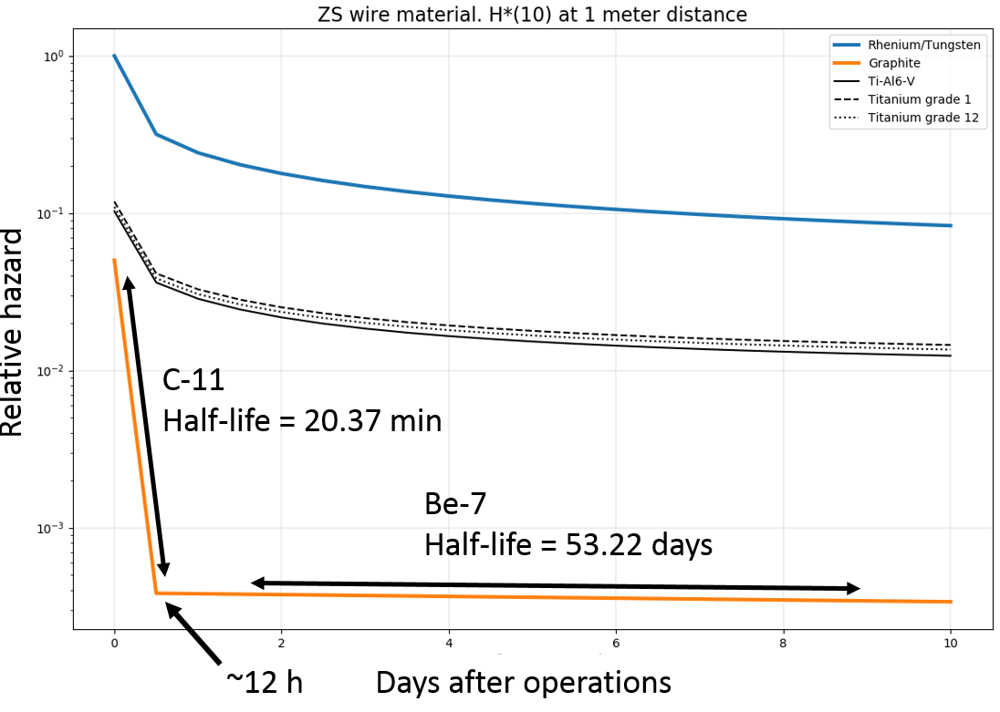 ZS wire material. H*(10) at 1 meter distance
Rhenium/Tungsten
Graphite
Ti-Al6-V
Titanium grade 1
Titanium grade 12
10⁰
10⁻¹
10⁻²
10⁻³
Relative hazard
C-11
Half-life = 20.37 min
Be-7
Half-life = 53.22 days
0
2
4
6
8
10
~12 h
Days after operations